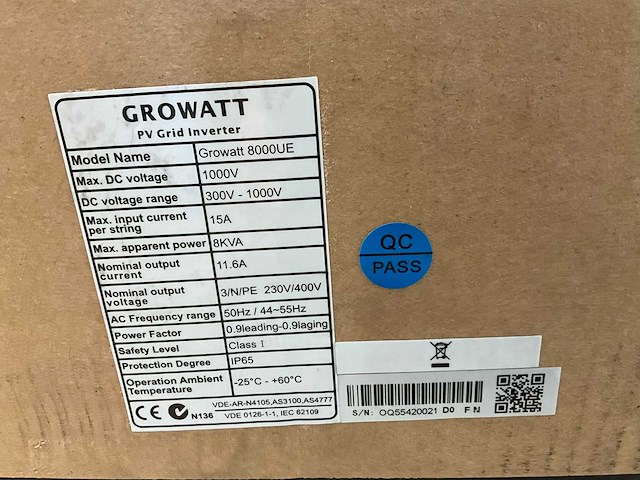 GROWATT
PV Grid Inverter
Model Name Growatt 8000UE
Max. DC voltage 1000V
DC voltage range 300V - 1000V
Max. input current per string 15A
Max. apparent power 8KVA
Nominal output current 11.6A
Nominal output voltage 3/N/PE 230V/400V
AC Frequency range 50Hz / 44~55Hz
Power Factor 0.9leading-0.9laging
Safety Level Class I
Protection Degree IP65
Operation Ambient Temperature -25°C - +60°C
CE N136 VDE-AR-N4105,AS3100,AS4777
VDE 0126-1-1, IEC 62109
QC
PASS
S/N: OQ55420021 D0 FN